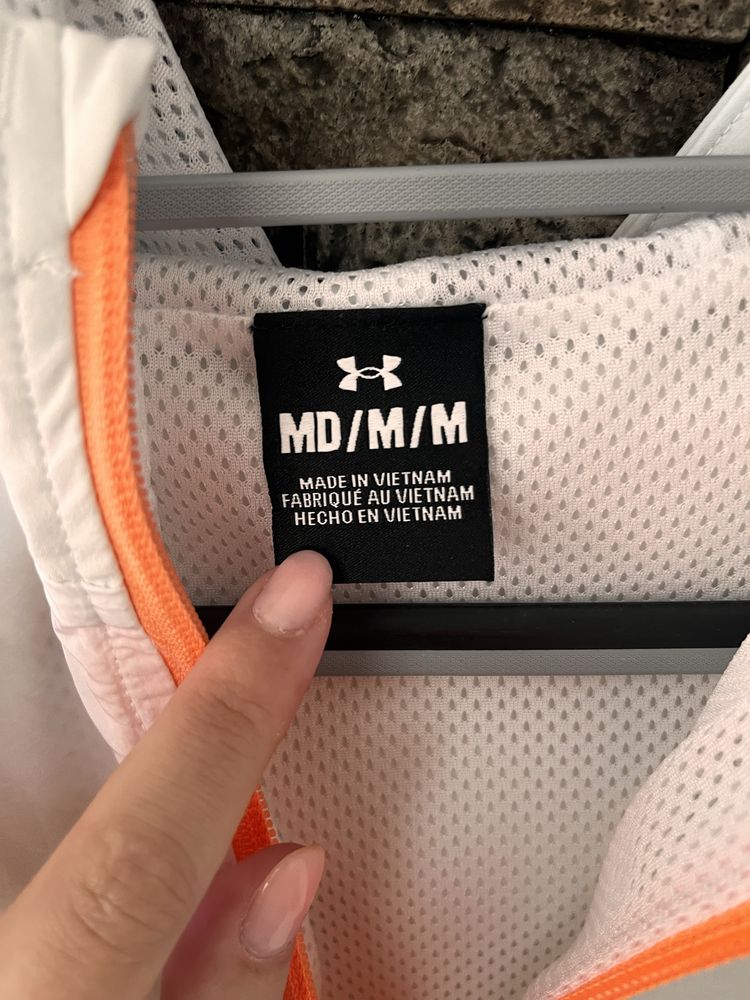 MD/M/M
MADE IN VIETNAM
FABRIQUÉ AU VIETNAM
HECHO EN VIETNAM